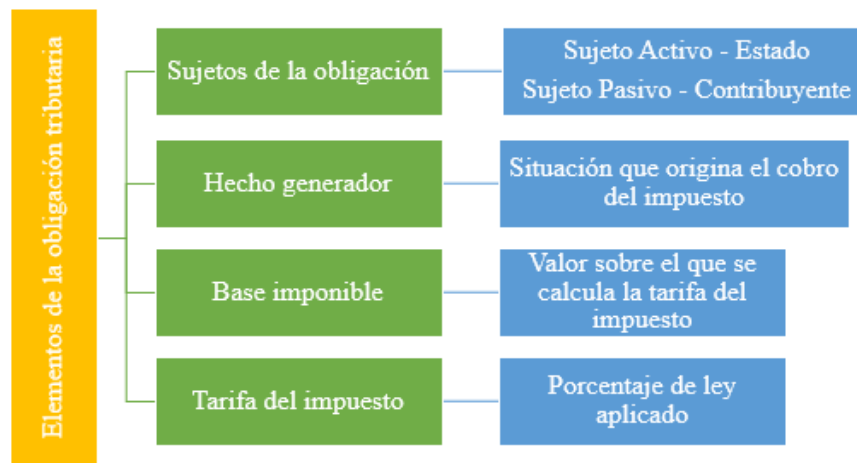 Elementos de la obligación tributaria
Sujetos de la obligación
Sujeto Activo - Estado
Sujeto Pasivo - Contribuyente
Hecho generador
Situación que origina el cobro
del impuesto
Base imponible
Valor sobre el que se
calcula la tarifa del
impuesto
Tarifa del impuesto
Porcentaje de ley
aplicado